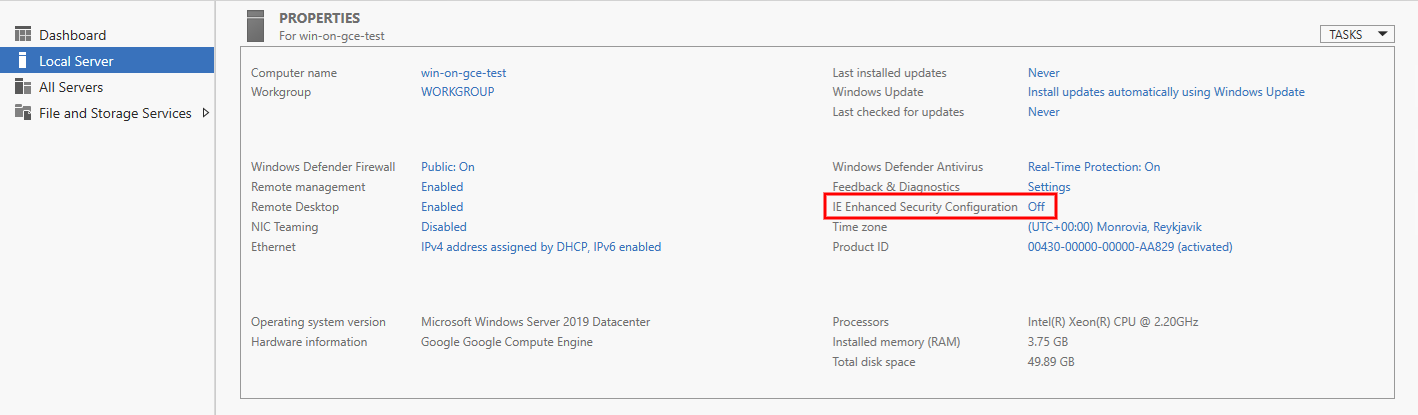 Dashboard
Local Server
All Servers
File and Storage Services
PROPERTIES
For win-on-gce-test
TASKS
Computer name win-on-gce-test
Workgroup WORKGROUP
Last installed updates Never
Windows Update Install updates automatically using Windows Update
Last checked for updates Never
Windows Defender Firewall Public: On
Remote management Enabled
Remote Desktop Enabled
NIC Teaming Disabled
Ethernet IPv4 address assigned by DHCP, IPv6 enabled
Windows Defender Antivirus Real-Time Protection: On
Feedback & Diagnostics Settings
IE Enhanced Security Configuration Off
Time zone (UTC+00:00) Monrovia, Reykjavik
Product ID 00430-00000-00000-AA829 (activated)
Operating system version Microsoft Windows Server 2019 Datacenter
Hardware information Google Google Compute Engine
Processors Intel(R) Xeon(R) CPU @ 2.20GHz
Installed memory (RAM) 3.75 GB
Total disk space 49.89 GB